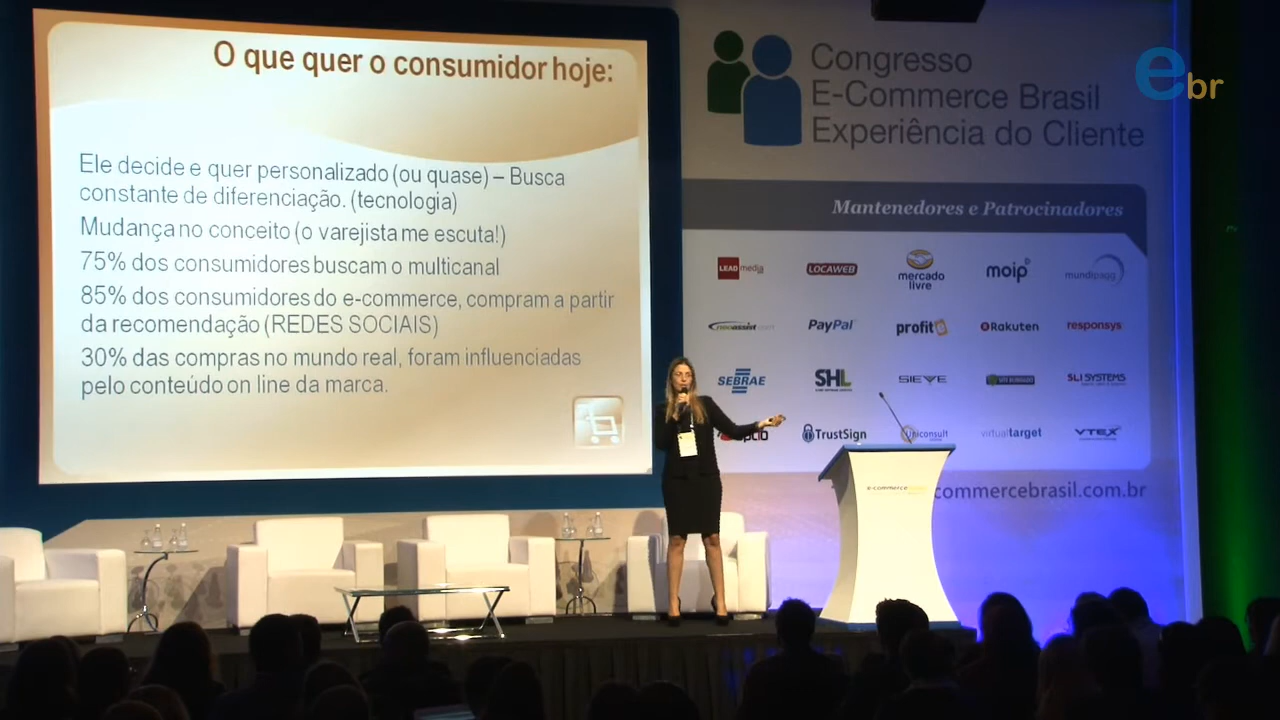 O que quer o consumidor hoje:
Ele decide e quer personalizado (ou quase) – Busca
constante de diferenciação. (tecnologia)
Mudança no conceito (o varejista me escuta!)
75% dos consumidores buscam o multicanal
85% dos consumidores do e-commerce, compram a partir
da recomendação (REDES SOCIAIS)
30% das compras no mundo real, foram influenciadas
pelo conteúdo on line da marca.
Congresso
E-Commerce Brasil
Experiência do Cliente
ebr
Mantenedores e Patrocinadores
LEAD media
LOCAWEB
mercado
livre
moip
mundipagg
neoassist.com
PayPal
profit
Rakuten
responsys
SEBRAE
SHL
SIEVE
SLI SYSTEMS
TrustSign
Uniconsult
virtualtarget
VTEX
e-commerce
commercebrasil.com.br